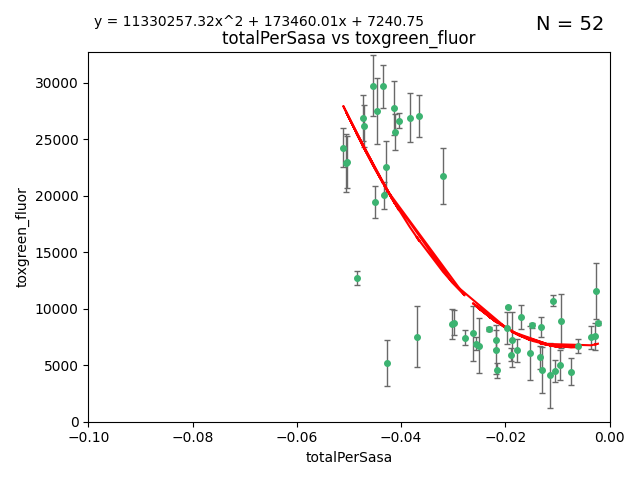 y = 11330257.32x^2 + 173460.01x + 7240.75
N = 52
totalPerSasa vs toxgreen_fluor
30000
25000
20000
15000
10000
5000
0
toxgreen_fluor
−0.10
−0.08
−0.06
−0.04
−0.02
0.00
totalPerSasa